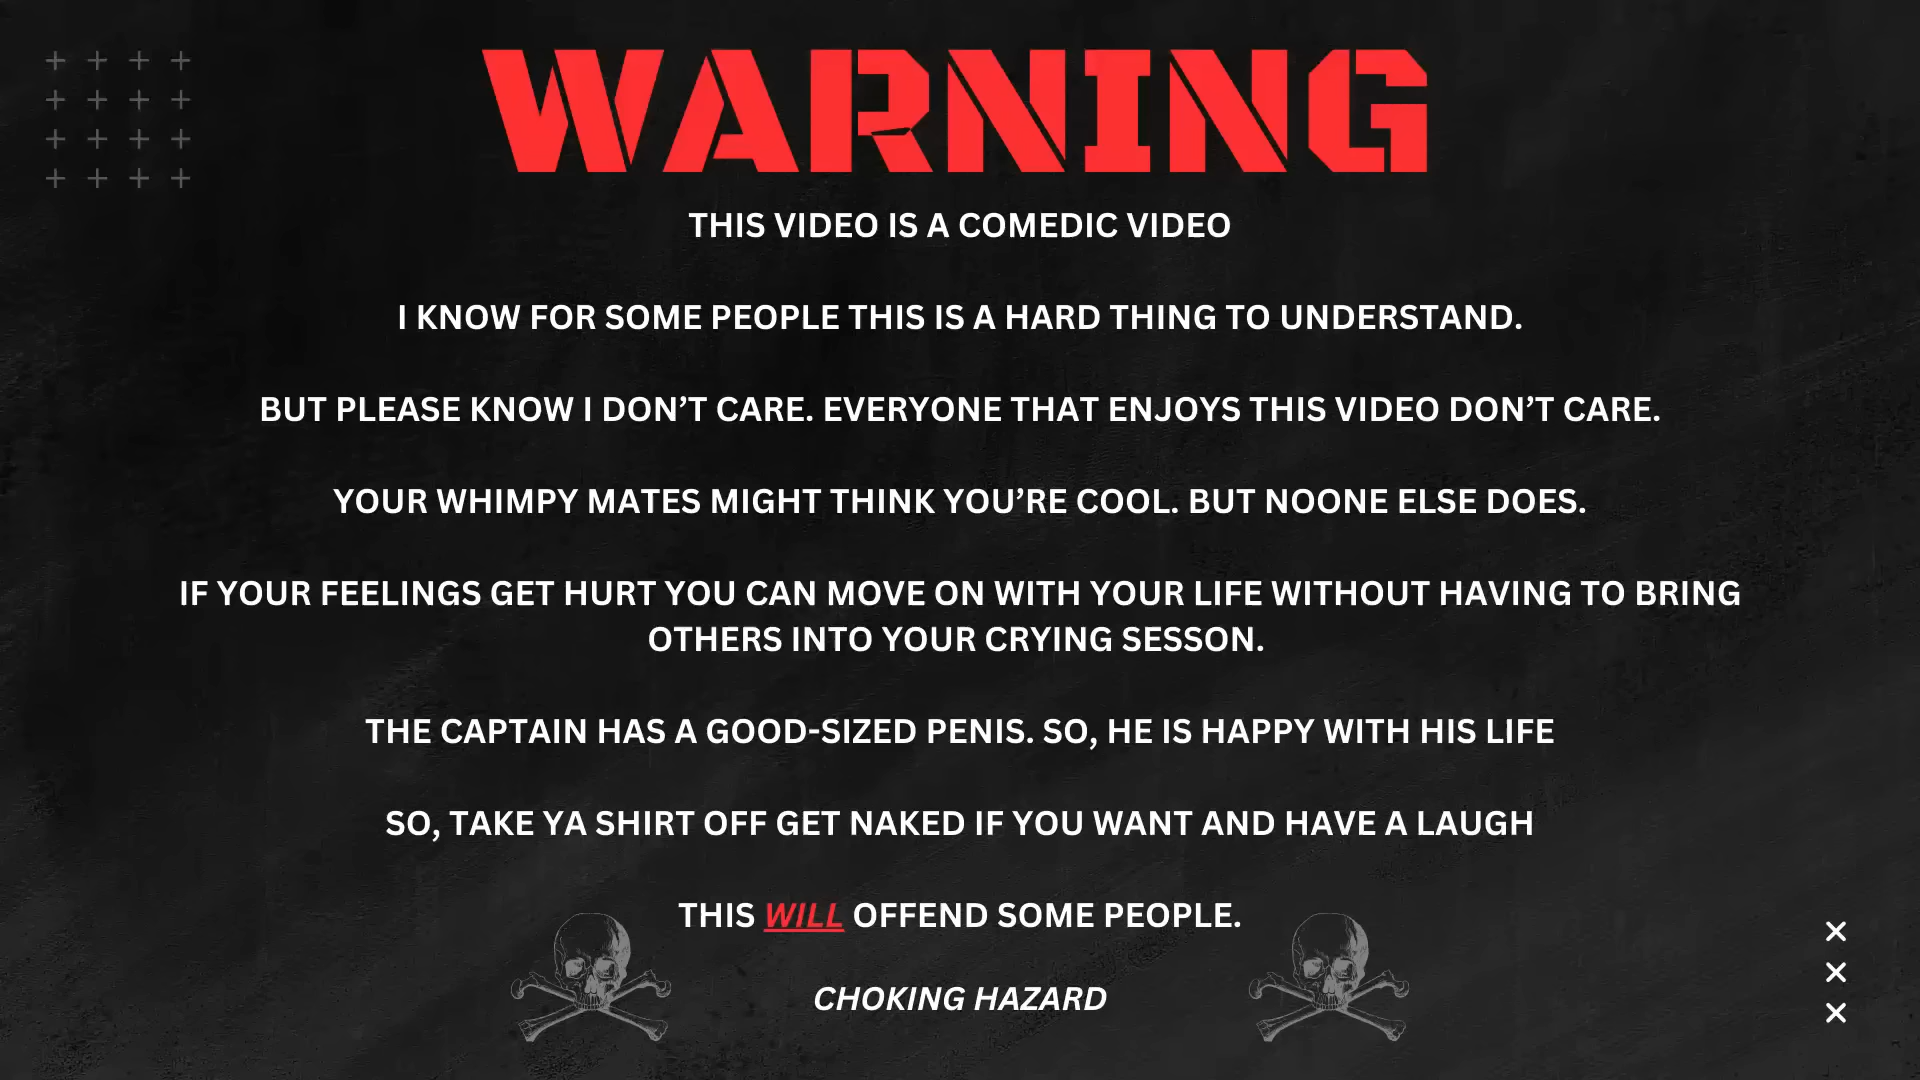 WARNING
THIS VIDEO IS A COMEDIC VIDEO
I KNOW FOR SOME PEOPLE THIS IS A HARD THING TO UNDERSTAND.
BUT PLEASE KNOW I DON’T CARE. EVERYONE THAT ENJOYS THIS VIDEO DON’T CARE.
YOUR WHIMPY MATES MIGHT THINK YOU’RE COOL. BUT NOONE ELSE DOES.
IF YOUR FEELINGS GET HURT YOU CAN MOVE ON WITH YOUR LIFE WITHOUT HAVING TO BRING
OTHERS INTO YOUR CRYING SESSON.
THE CAPTAIN HAS A GOOD-SIZED PENIS. SO, HE IS HAPPY WITH HIS LIFE
SO, TAKE YA SHIRT OFF GET NAKED IF YOU WANT AND HAVE A LAUGH
THIS WILL OFFEND SOME PEOPLE.
CHOKING HAZARD